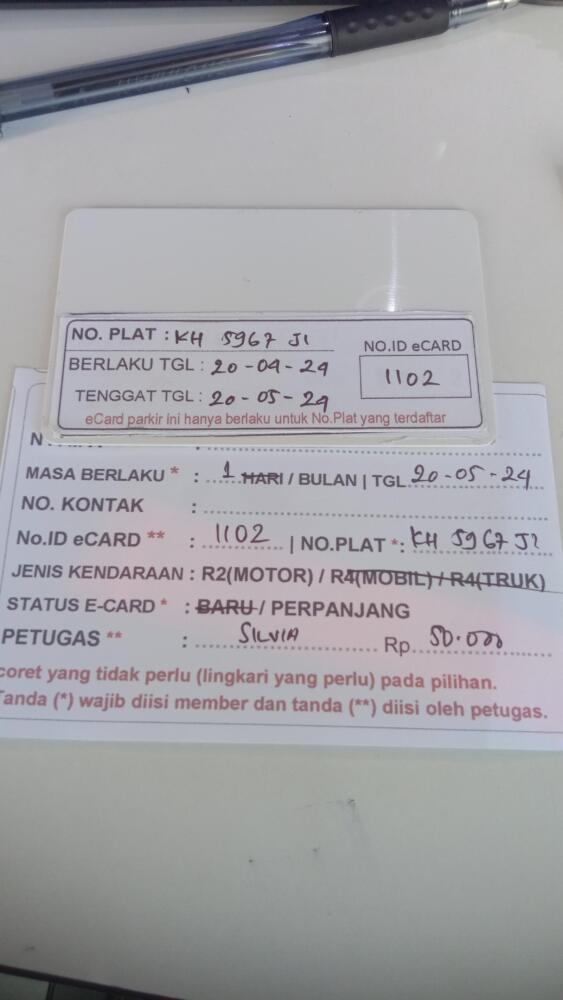 NO. PLAT : KH 5967 JI
NO.ID eCARD
BERLAKU TGL : 20-04-24
1102
TENGGAT TGL : 20-05-24
eCard parkir ini hanya berlaku untuk No.Plat yang terdaftar
MASA BERLAKU * : 1 HARI / BULAN | TGL 20-05-24
NO. KONTAK :
No.ID eCARD ** : 1102 | NO.PLAT *: KH 5967 JI
JENIS KENDARAAN : R2(MOTOR) / R4(MOBIL) / R4(TRUK)
STATUS E-CARD * : BARU / PERPANJANG
PETUGAS ** : SILVIA Rp. 50.000
coret yang tidak perlu (lingkari yang perlu) pada pilihan.
Tanda (*) wajib diisi member dan tanda (**) diisi oleh petugas.